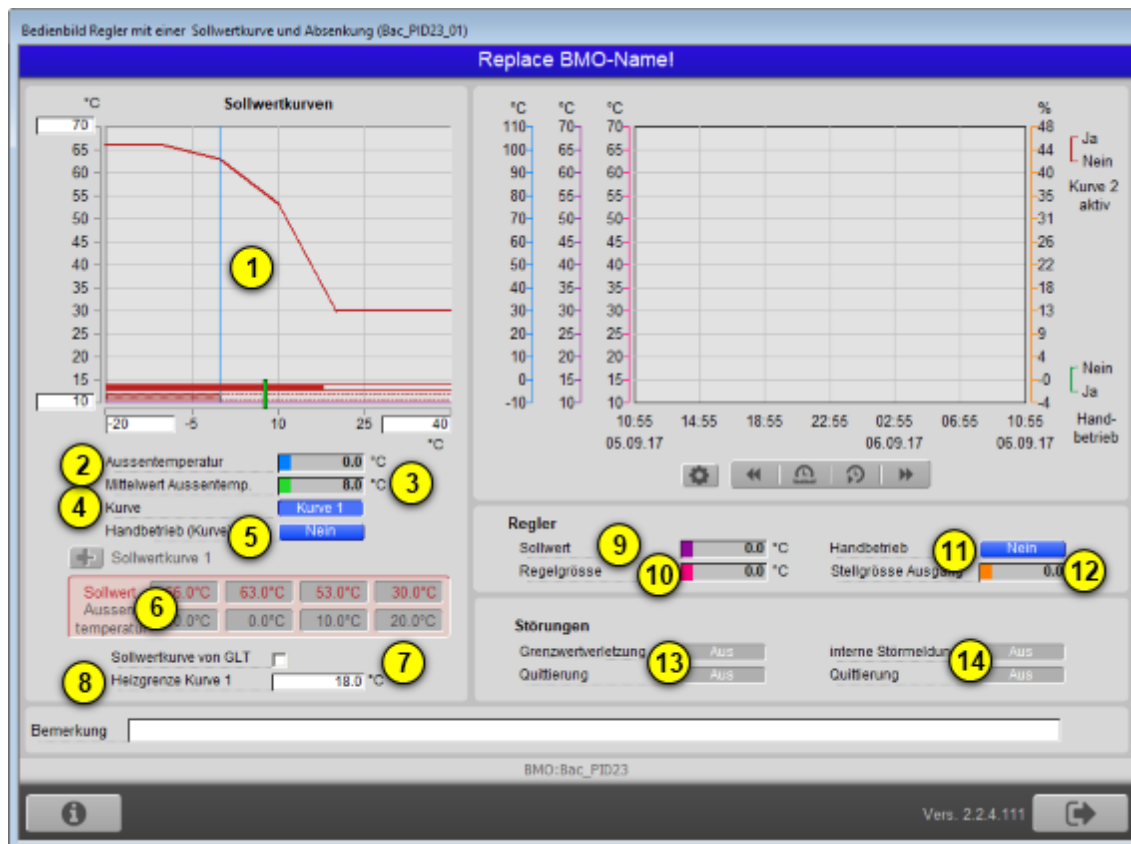 Bedienbild Regler mit einer Sollwertkurve und Absenkung (Bac_PID23_01)
Replace BMO-Name!
°C Sollwertkurven
70
65
60
55
50
45
40
35
30
25
20
15
10
-20 -5 10 25 40
°C
1
2 Aussentemperatur 0.0 °C
Mittelwert Aussentemp. 8.0 °C 3
4 Kurve Kurve 1
Handbetrieb (Kurve) 5 Nein
Sollwertkurve 1
Sollwert 6 63.0°C 53.0°C 30.0°C
temperatur 0.0°C 10.0°C 20.0°C
Sollwertkurve von GLT 7
8 Heizgrenze Kurve 1 18.0 °C
°C °C °C %
110 70 70 48
100 65 65 44
90 60 60 40
80 55 55 35
70 50 50 31
60 45 45 26
50 40 40 22
40 35 35 18
30 30 30 13
20 25 25 9
10 20 20 4
0 15 15 -0
-10 10 10 -4
Ja
Nein
Kurve 2
aktiv
Nein
Ja
Hand-
betrieb
10:55 14:55 18:55 22:55 02:55 06:55 10:55
05.09.17 06.09.17 06.09.17
Regler
Sollwert 9 0.0 °C Handbetrieb 11 Nein
Regelgrösse 10 0.0 °C Stellgrösse Ausgang 0.0 12
Störungen
Grenzwertverletzung 13 Aus interne Störmeldung 14 Aus
Quittierung Aus Quittierung Aus
Bemerkung
BMO:Bac_PID23
Vers. 2.2.4.111